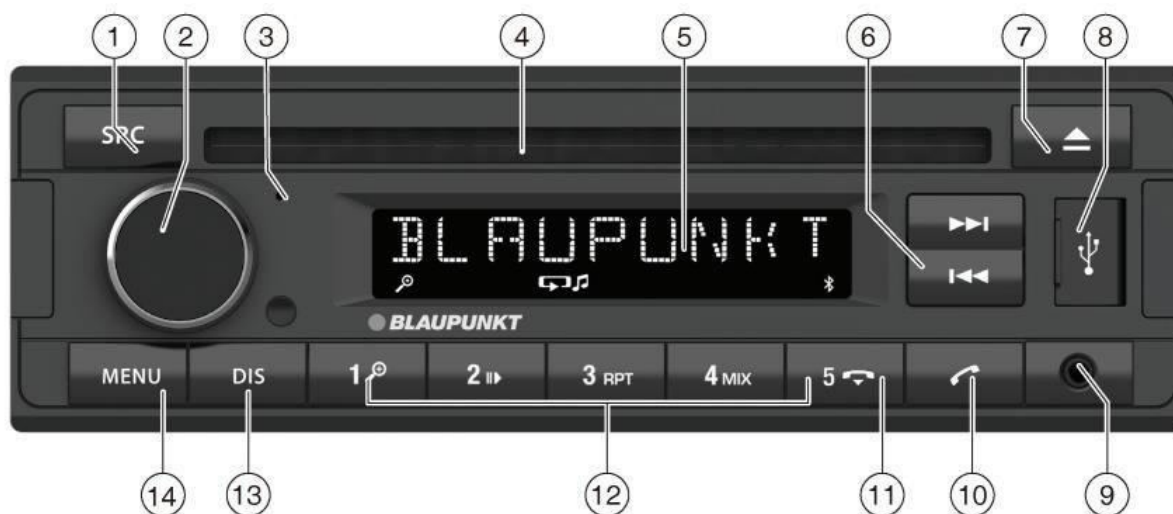 1 2 3 4 5 6 7 8
SRC
BLAUPUNKT
BLAUPUNKT
MENU DIS 1 2 3 RPT 4 MIX 5
14 13 12 11 10 9